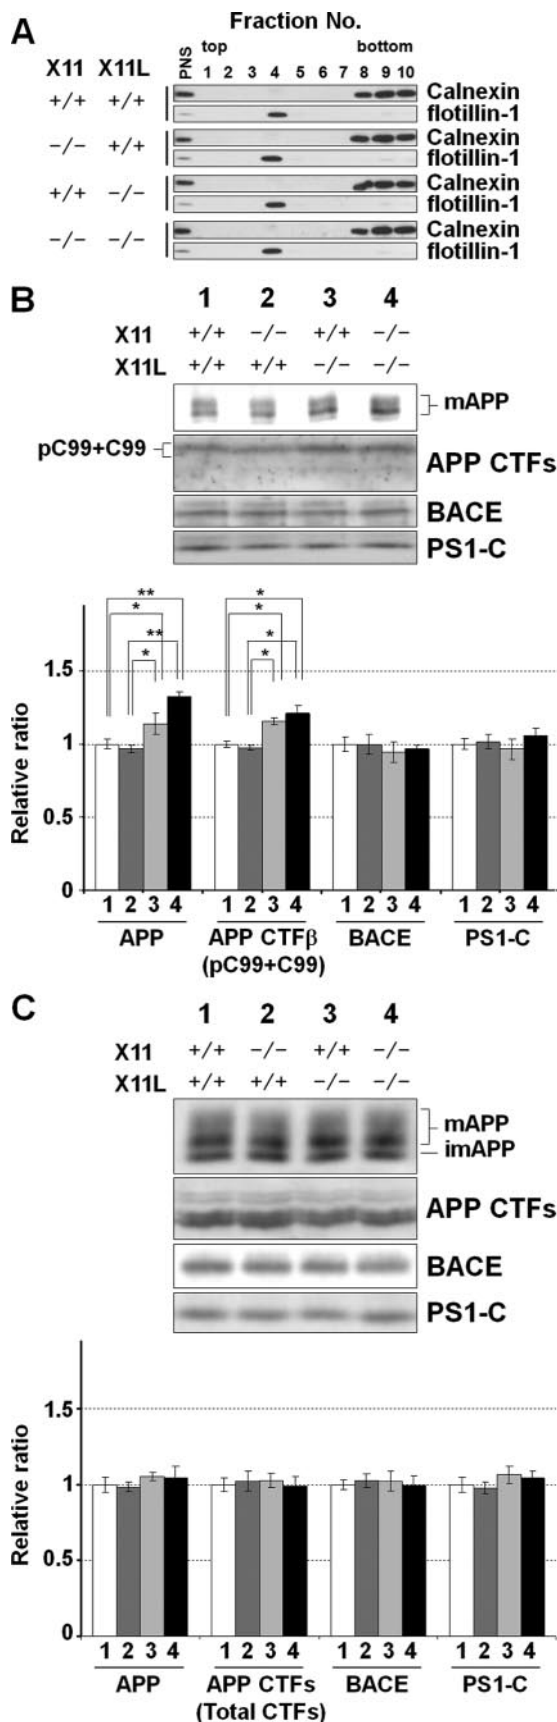 A
Fraction No.
X11 X11L PNS top bottom
1 2 3 4 5 6 7 8 9 10
+/+ +/+ Calnexin
flotillin-1
−/− +/+ Calnexin
flotillin-1
+/+ −/− Calnexin
flotillin-1
−/− −/− Calnexin
flotillin-1
B
1 2 3 4
X11 +/+ −/− +/+ −/−
X11L +/+ +/+ −/− −/−
mAPP
pC99+C99
APP CTFs
BACE
PS1-C
** *
* *
** *
* *
1.5
1
0.5
0
Relative ratio
1 2 3 4 1 2 3 4 1 2 3 4 1 2 3 4
APP APP CTFβ BACE PS1-C
(pC99+C99)
C
1 2 3 4
X11 +/+ −/− +/+ −/−
X11L +/+ +/+ −/− −/−
mAPP
imAPP
APP CTFs
BACE
PS1-C
1.5
1
0.5
0
Relative ratio
1 2 3 4 1 2 3 4 1 2 3 4 1 2 3 4
APP APP CTFs BACE PS1-C
(Total CTFs)